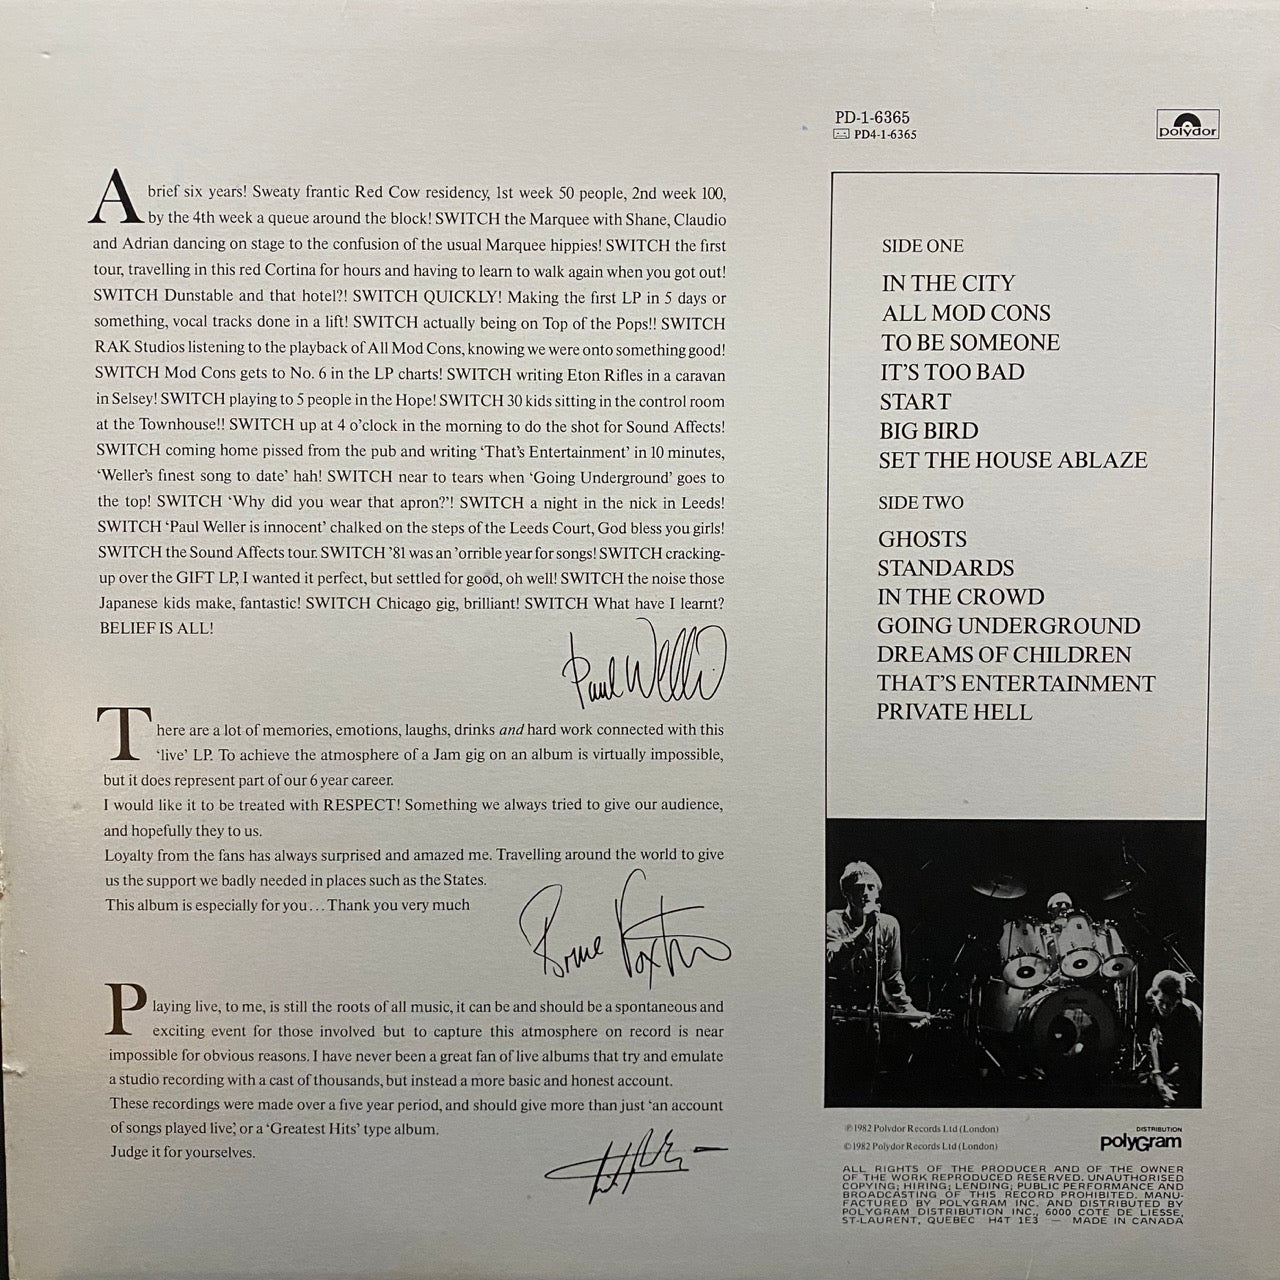 PD-1-6365
PD4-1-6365
polydor
A brief six years! Sweaty frantic Red Cow residency, 1st week 50 people, 2nd week 100,
by the 4th week a queue around the block! SWITCH the Marquee with Shane, Claudio
and Adrian dancing on stage to the confusion of the usual Marquee hippies! SWITCH the first
tour, travelling in this red Cortina for hours and having to learn to walk again when you got out!
SWITCH Dunstable and that hotel?! SWITCH QUICKLY! Making the first LP in 5 days or
something, vocal tracks done in a lift! SWITCH actually being on Top of the Pops!! SWITCH
RAK Studios listening to the playback of All Mod Cons, knowing we were onto something good!
SWITCH Mod Cons gets to No. 6 in the LP charts! SWITCH writing Eton Rifles in a caravan
in Selsey! SWITCH playing to 5 people in the Hope! SWITCH 30 kids sitting in the control room
at the Townhouse!! SWITCH up at 4 o'clock in the morning to do the shot for Sound Affects!
SWITCH coming home pissed from the pub and writing ‘That's Entertainment’ in 10 minutes,
‘Weller's finest song to date’ hah! SWITCH near to tears when ‘Going Underground’ goes to
the top! SWITCH ‘Why did you wear that apron?’! SWITCH a night in the nick in Leeds!
SWITCH ‘Paul Weller is innocent’ chalked on the steps of the Leeds Court, God bless you girls!
SWITCH the Sound Affects tour. SWITCH ’81 was an ’orrible year for songs! SWITCH cracking-
up over the GIFT LP, I wanted it perfect, but settled for good, oh well! SWITCH the noise those
Japanese kids make, fantastic! SWITCH Chicago gig, brilliant! SWITCH What have I learnt?
BELIEF IS ALL!
Paul Weller
There are a lot of memories, emotions, laughs, drinks and hard work connected with this
‘live’ LP. To achieve the atmosphere of a Jam gig on an album is virtually impossible,
but it does represent part of our 6 year career.
I would like it to be treated with RESPECT! Something we always tried to give our audience,
and hopefully they to us.
Loyalty from the fans has always surprised and amazed me. Travelling around the world to give
us the support we badly needed in places such as the States.
This album is especially for you... Thank you very much
Bruce Foxton
Playing live, to me, is still the roots of all music, it can be and should be a spontaneous and
exciting event for those involved but to capture this atmosphere on record is near
impossible for obvious reasons. I have never been a great fan of live albums that try and emulate
a studio recording with a cast of thousands, but instead a more basic and honest account.
These recordings were made over a five year period, and should give more than just ‘an account
of songs played live’, or a ‘Greatest Hits’ type album.
Judge it for yourselves.
SIDE ONE
IN THE CITY
ALL MOD CONS
TO BE SOMEONE
IT'S TOO BAD
START
BIG BIRD
SET THE HOUSE ABLAZE
SIDE TWO
GHOSTS
STANDARDS
IN THE CROWD
GOING UNDERGROUND
DREAMS OF CHILDREN
THAT'S ENTERTAINMENT
PRIVATE HELL
℗ 1982 Polydor Records Ltd (London)
© 1982 Polydor Records Ltd (London)
DISTRIBUTION
polyGram
ALL RIGHTS OF THE PRODUCER AND OF THE OWNER
OF THE WORK REPRODUCED RESERVED. UNAUTHORISED
COPYING; HIRING; LENDING; PUBLIC PERFORMANCE AND
BROADCASTING OF THIS RECORD PROHIBITED. MANU-
FACTURED BY POLYGRAM INC. AND DISTRIBUTED BY
POLYGRAM DISTRIBUTION INC., 6000 COTE DE LIESSE,
ST-LAURENT, QUEBEC H4T 1E3 — MADE IN CANADA